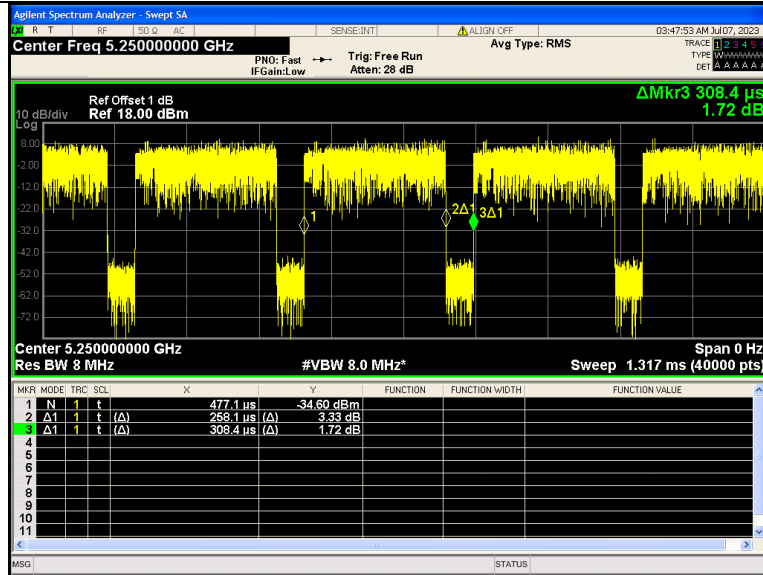 Agilent Spectrum Analyzer - Swept SA
LXI R T RF 50 Ω AC SENSE:INT ALIGN OFF 03:47:53 AM Jul 07, 2023
Center Freq 5.250000000 GHz
PNO: Fast
IFGain:Low
Trig: Free Run
Atten: 28 dB
Avg Type: RMS
TRACE 1 2 3 4 5
TYPE
DET A A A A A
ΔMkr3 308.4 µs
1.72 dB
Ref Offset 1 dB
10 dB/div Ref 18.00 dBm
Log
8.00
-2.00
-12.0
-22.0
-32.0
-42.0
-52.0
-62.0
-72.0
1
2Δ1
3Δ1
Center 5.250000000 GHz Span 0 Hz
Res BW 8 MHz #VBW 8.0 MHz* Sweep 1.317 ms (40000 pts)
MKR MODE TRC SCL X Y FUNCTION FUNCTION WIDTH FUNCTION VALUE
1 N 1 t 477.1 µs -34.60 dBm
2 Δ1 1 t (Δ) 258.1 µs (Δ) 3.33 dB
3 Δ1 1 t (Δ) 308.4 µs (Δ) 1.72 dB
4
5
6
7
8
9
10
11
MSG STATUS